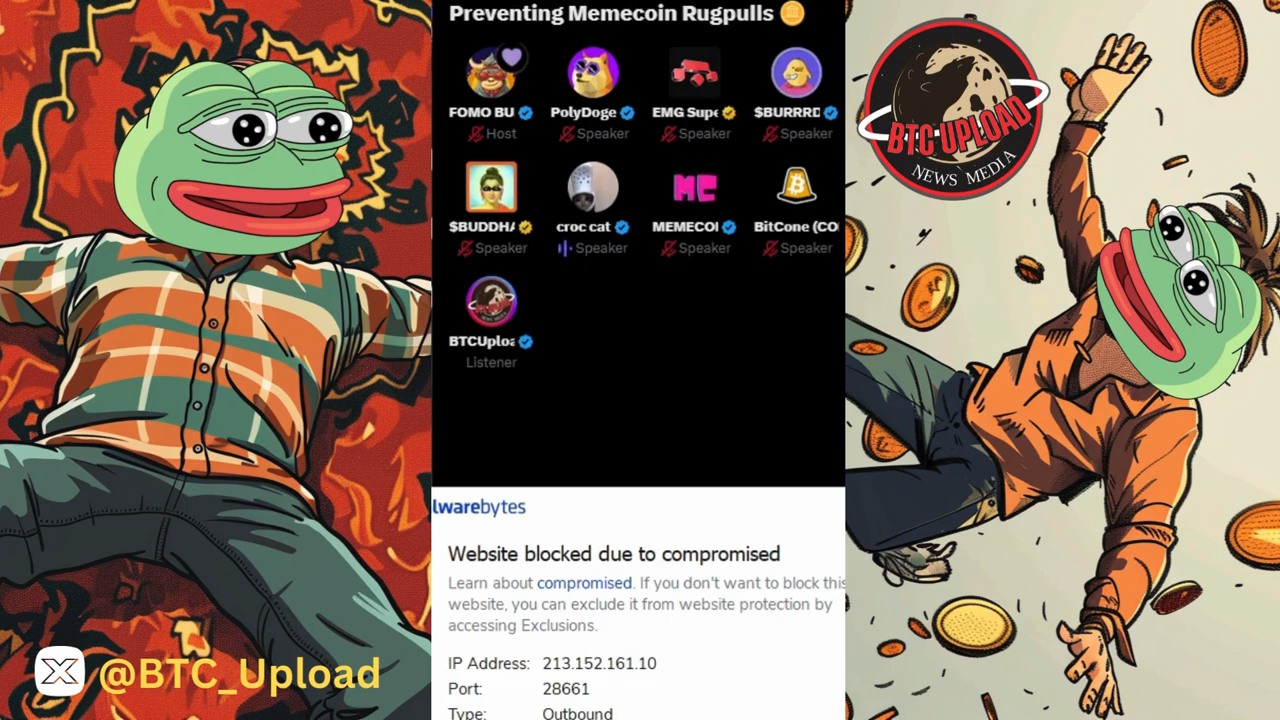 Preventing Memecoin Rugpulls
FOMO BU
PolyDoge
EMG Supe
$BURRRD
Host
Speaker
Speaker
Speaker
$BUDDHA
croc cat
MEMECOI
BitCone (CO
Speaker
Speaker
Speaker
Speaker
BTCUploa
Listener
lwarebytes
Website blocked due to compromised
Learn about compromised. If you don't want to block this
website, you can exclude it from website protection by
accessing Exclusions.
IP Address: 213.152.161.10
Port: 28661
Type: Outbound
BTC UPLOAD
NEWS MEDIA
X @BTC_Upload
MC